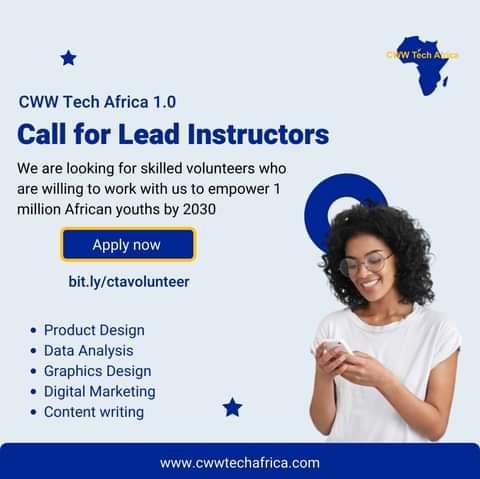 CWW Tech Africa
CWW Tech Africa 1.0
Call for Lead Instructors
We are looking for skilled volunteers who
are willing to work with us to empower 1
million African youths by 2030
Apply now
bit.ly/ctavolunteer
Product Design
Data Analysis
Graphics Design
Digital Marketing
Content writing
www.cwwtechafrica.com